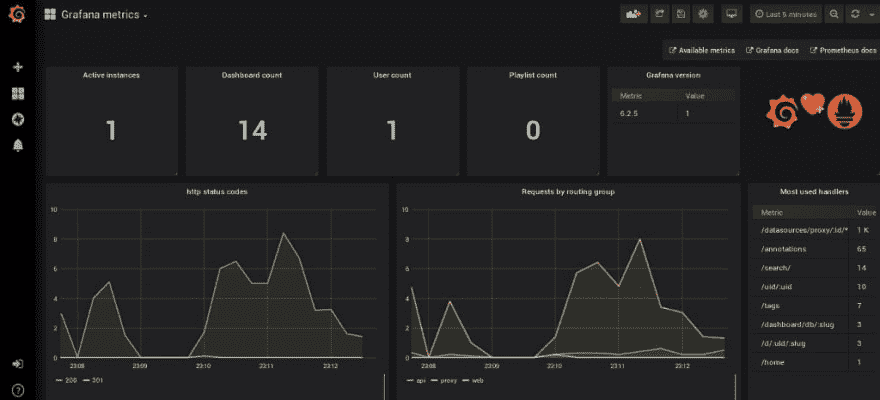 Grafana metrics
Last 5 minutes
Available metrics Grafana docs Prometheus docs
Active instances
1
Dashboard count
14
User count
1
Playlist count
0
Grafana version
Metric Value
6.2.5 1
http status codes
10
8
6
4
2
0
23:08 23:09 23:10 23:11 23:12
200 301
Requests by routing group
10
8
6
4
2
0
23:08 23:09 23:10 23:11 23:12
api proxy web
Most used handlers
Metric Value
/datasources/proxy/:id/* 1 K
/annotations 65
/search/ 14
/uid/:uid 10
/tags 7
/dashboard/db/:slug 3
/d/:uid/:slug 3
/home 1